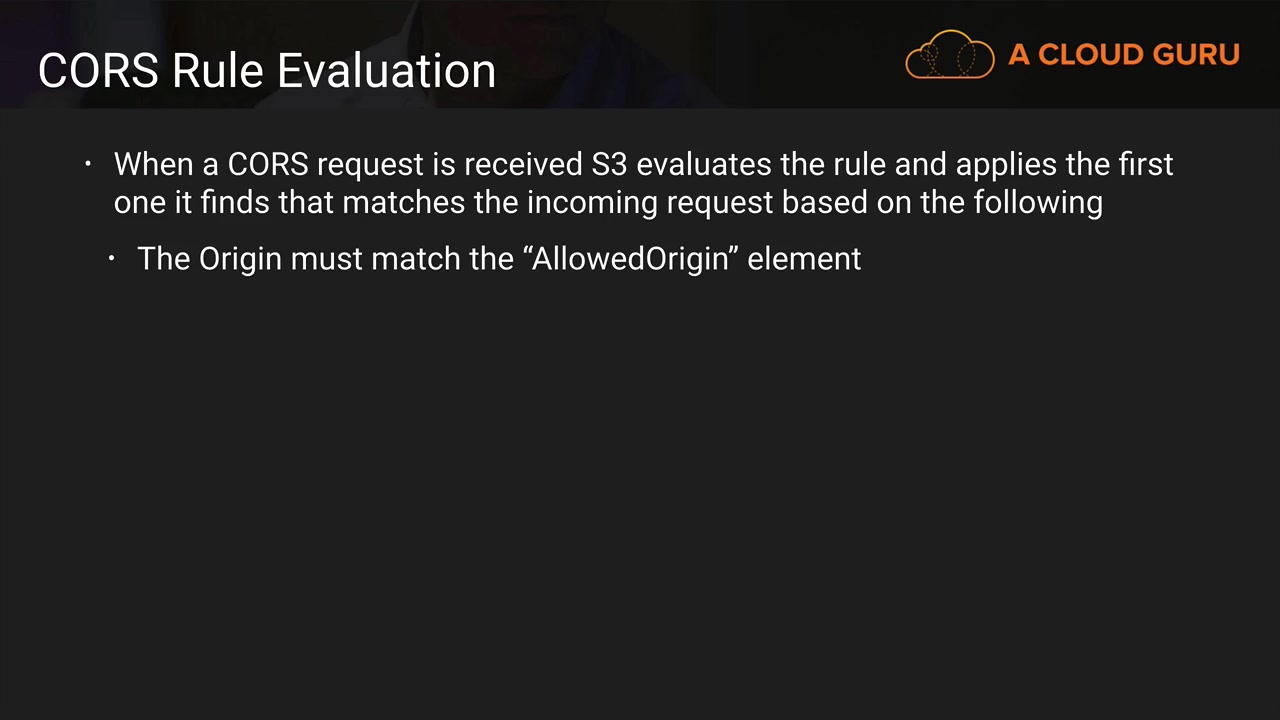 CORS Rule Evaluation
A CLOUD GURU
• When a CORS request is received S3 evaluates the rule and applies the first
one it finds that matches the incoming request based on the following
• The Origin must match the “AllowedOrigin” element